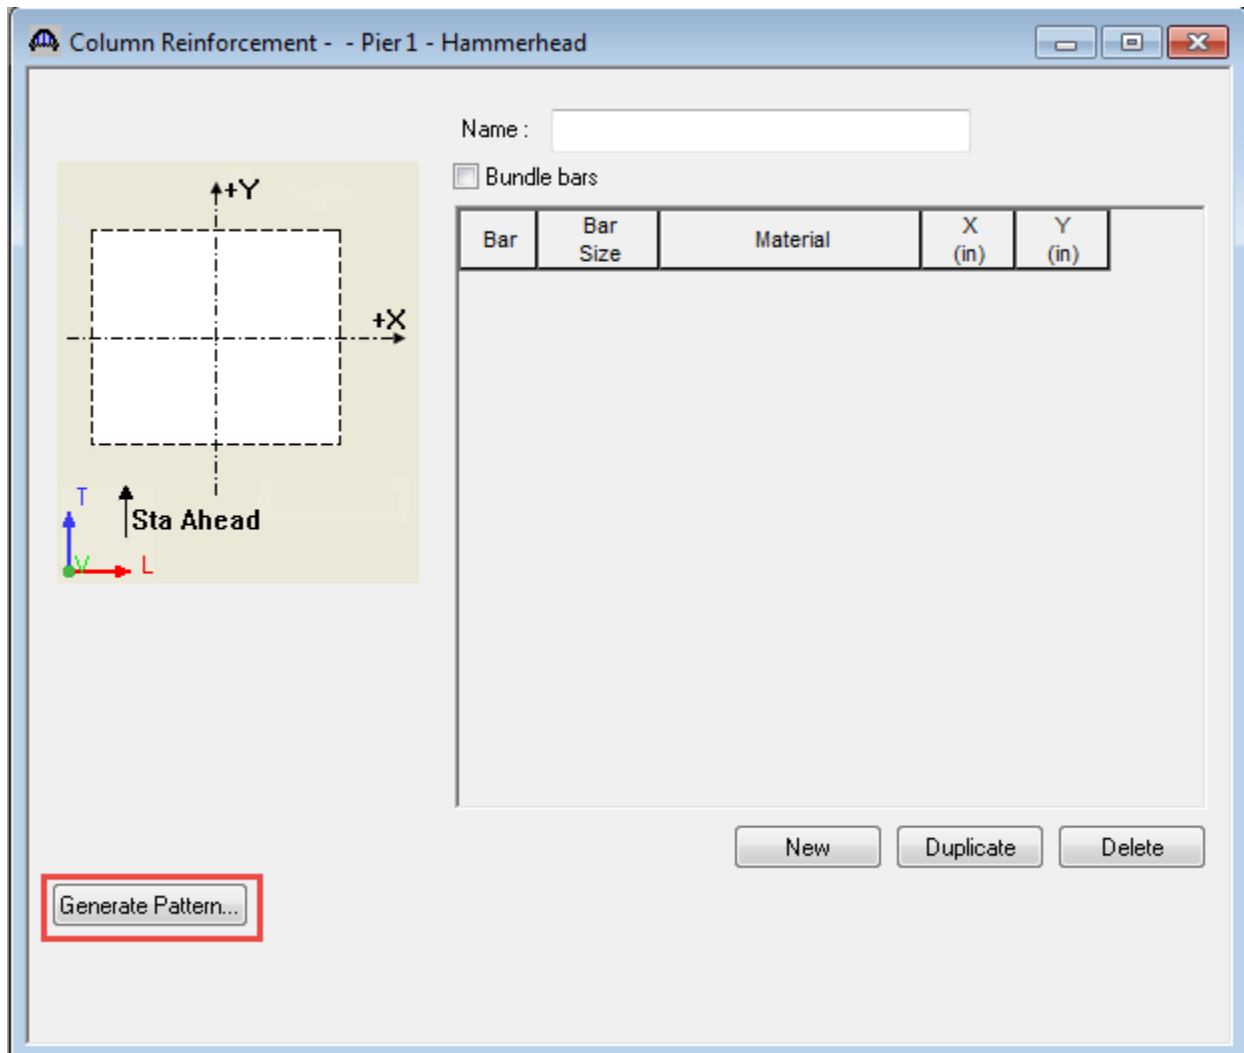 Column Reinforcement - - Pier 1 - Hammerhead
Name :
Bundle bars
+Y
+X
T
Sta Ahead
V
L
Bar
Bar Size
Material
X (in)
Y (in)
New
Duplicate
Delete
Generate Pattern...